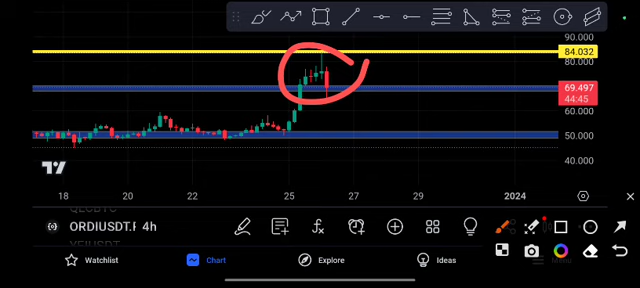 90.000
84.032
80.000
69.497
44:45
60.000
50.000
40.000
18 20 22 25 27 29 2024
ORDIUSDT.P 4h
Watchlist Chart Explore Ideas